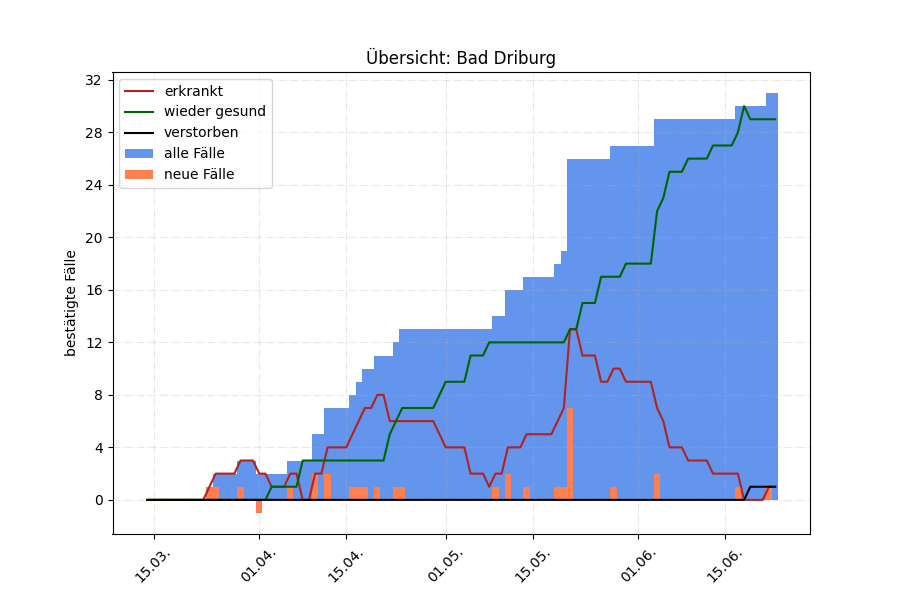 Übersicht: Bad Driburg
erkrankt
wieder gesund
verstorben
alle Fälle
neue Fälle
bestätigte Fälle
32
28
24
20
16
12
8
4
0
15.03.
01.04.
15.04.
01.05.
15.05.
01.06.
15.06.